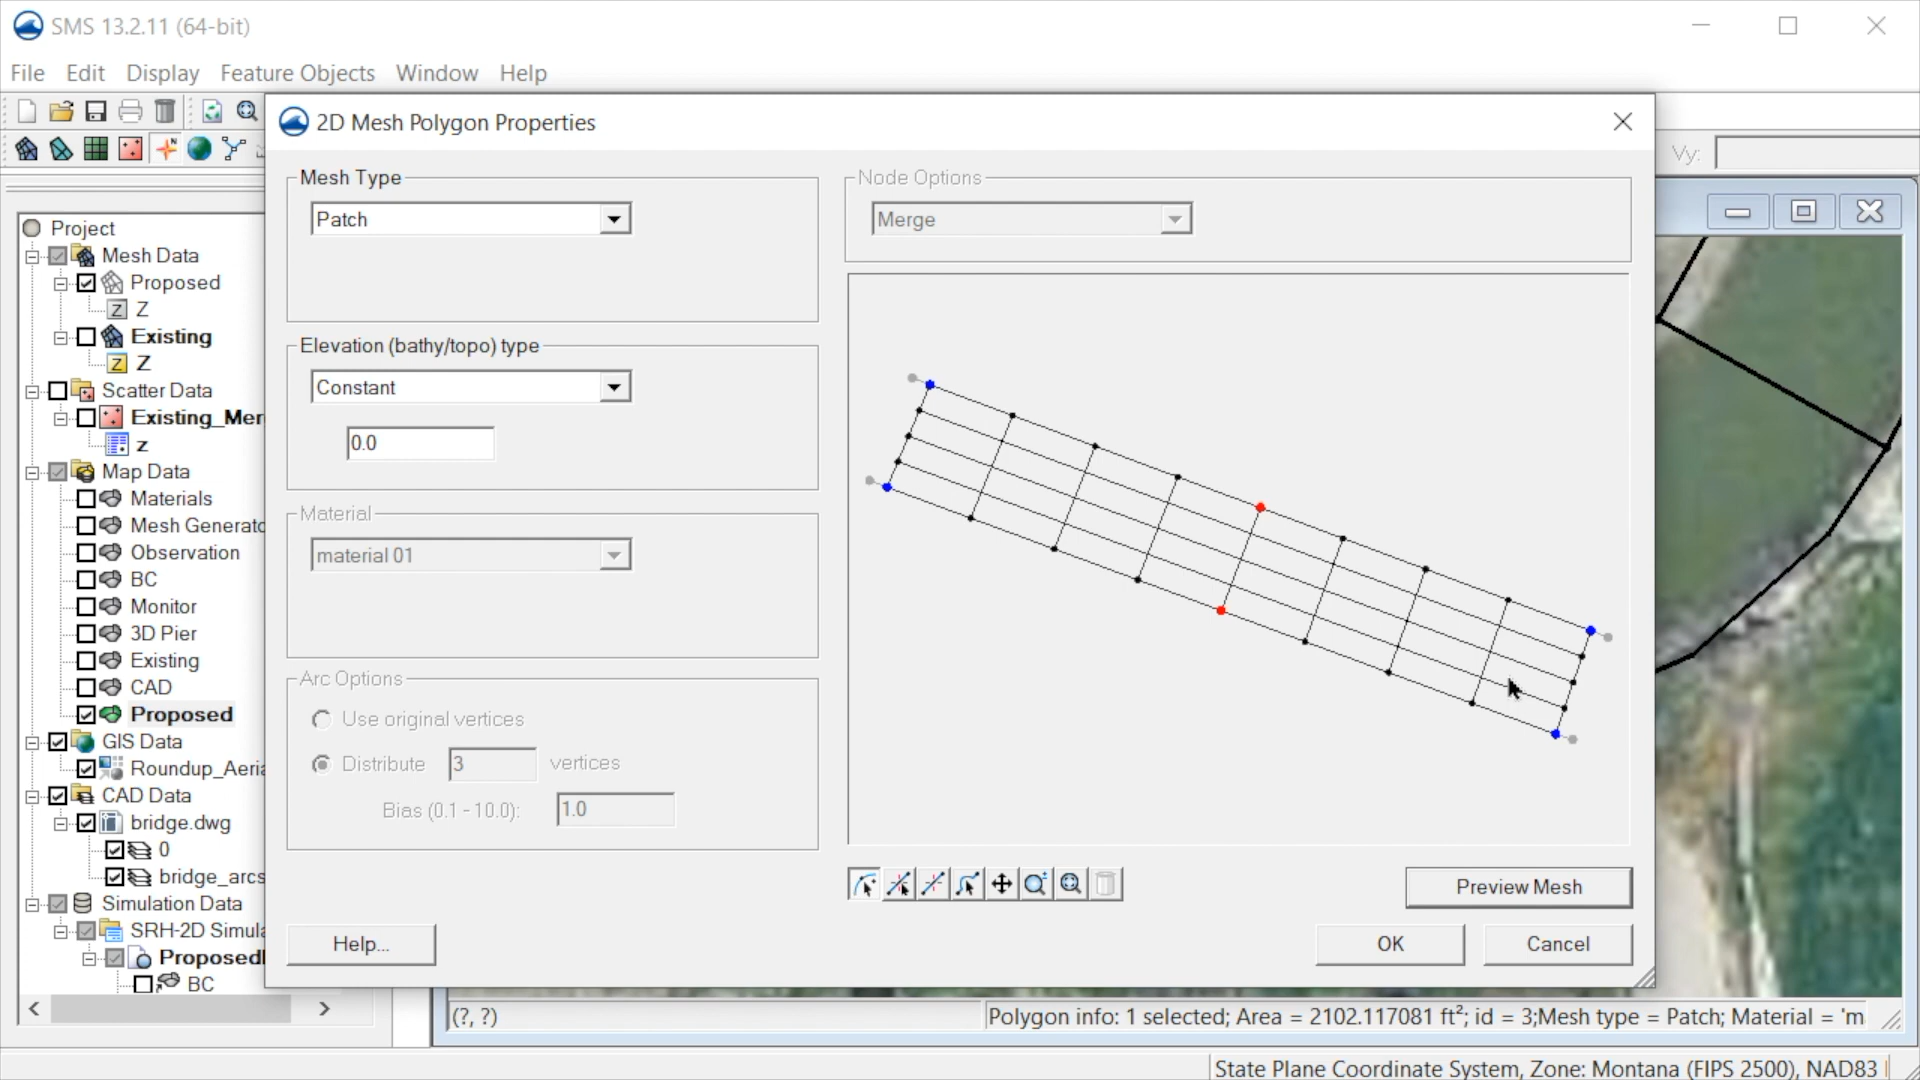 SMS 13.2.11 (64-bit)
File Edit Display Feature Objects Window Help
2D Mesh Polygon Properties
Vy:
Project
Mesh Data
Proposed
Z
Existing
Z
Scatter Data
Existing_Mer
z
Map Data
Materials
Mesh Generato
Observation
BC
Monitor
3D Pier
Existing
CAD
Proposed
GIS Data
Roundup_Aeria
CAD Data
bridge.dwg
0
bridge_arcs
Simulation Data
SRH-2D Simula
Proposed
BC
Mesh Type
Patch
Elevation (bathy/topo) type
Constant
0.0
Material
material 01
Arc Options
Use original vertices
Distribute 3 vertices
Bias (0.1 - 10.0): 1.0
Help...
Node Options
Merge
Preview Mesh
OK Cancel
(?, ?)
Polygon info: 1 selected; Area = 2102.117081 ft²; id = 3;Mesh type = Patch; Material = 'm
State Plane Coordinate System, Zone: Montana (FIPS 2500), NAD83